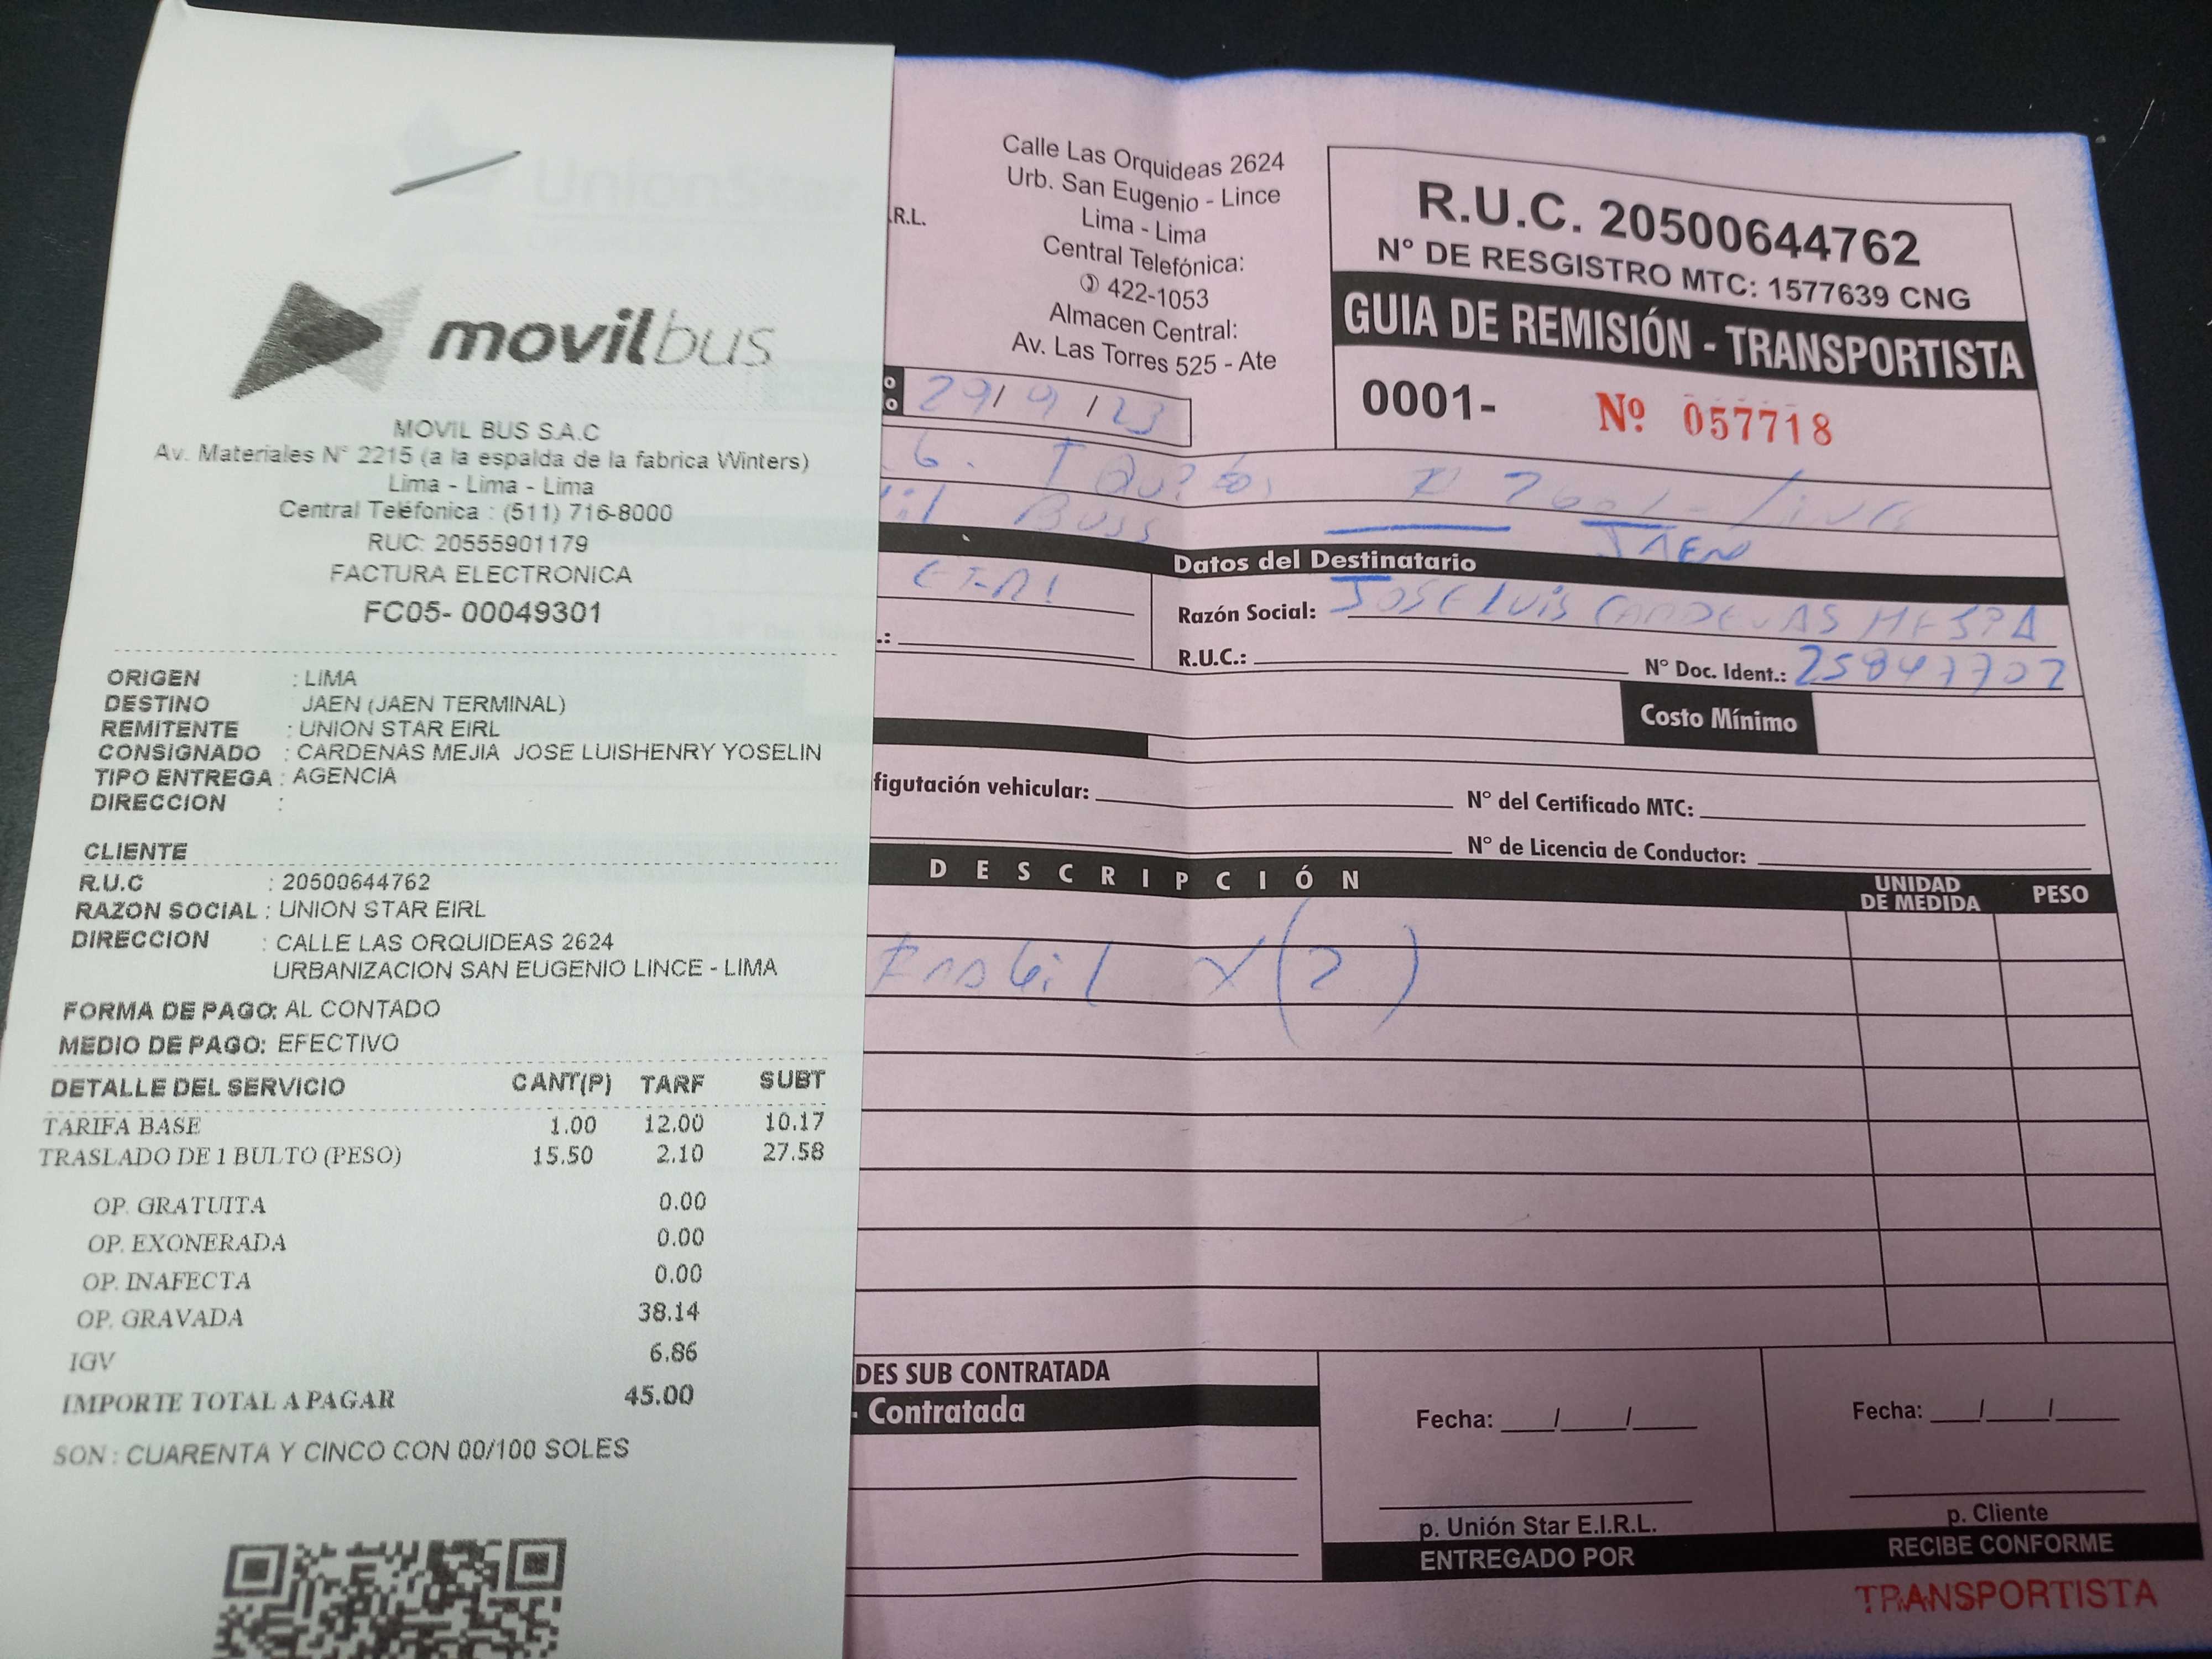 UnionStar
movilbus
MOVIL BUS S.A.C
Av. Materiales N° 2215 (a la espalda de la fabrica Winters)
Lima - Lima - Lima
Central Teléfonica : (511) 716-8000
RUC: 20555901179
FACTURA ELECTRONICA
FC05- 00049301
ORIGEN : LIMA
DESTINO JAEN (JAEN TERMINAL)
REMITENTE : UNION STAR EIRL
CONSIGNADO : CARDENAS MEJIA JOSE LUISHENRY YOSELIN
TIPO ENTREGA : AGENCIA
DIRECCION :
CLIENTE
R.U.C : 20500644762
RAZON SOCIAL : UNION STAR EIRL
DIRECCION : CALLE LAS ORQUIDEAS 2624
URBANIZACION SAN EUGENIO LINCE - LIMA
FORMA DE PAGO: AL CONTADO
MEDIO DE PAGO: EFECTIVO
DETALLE DEL SERVICIO CANT(P) TARF SUBT
TARIFA BASE 1.00 12.00 10.17
TRASLADO DE 1 BULTO (PESO) 15.50 2.10 27.58
OP. GRATUITA 0.00
OP. EXONERADA 0.00
OP. INAFECTA 0.00
OP. GRAVADA 38.14
IGV 6.86
IMPORTE TOTAL A PAGAR 45.00
SON : CUARENTA Y CINCO CON 00/100 SOLES
.R.L.
Calle Las Orquideas 2624
Urb. San Eugenio - Lince
Lima - Lima
Central Telefónica:
422-1053
Almacen Central:
Av. Las Torres 525 - Ate
R.U.C. 20500644762
N° DE RESGISTRO MTC: 1577639 CNG
GUIA DE REMISIÓN - TRANSPORTISTA
0001- Nº 057718
29/ 9 / 23
Buss JAEN
Datos del Destinatario
Razón Social: JOSE LUIS
R.U.C.: N° Doc. Ident.: 25847702
Costo Mínimo
figutación vehicular: N° del Certificado MTC:
N° de Licencia de Conductor:
DESCRIPCIÓN UNIDAD DE MEDIDA PESO
(2)
DES SUB CONTRATADA
- Contratada
Fecha: / /
p. Unión Star E.I.R.L.
ENTREGADO POR
Fecha: / /
p. Cliente
RECIBE CONFORME
TRANSPORTISTA